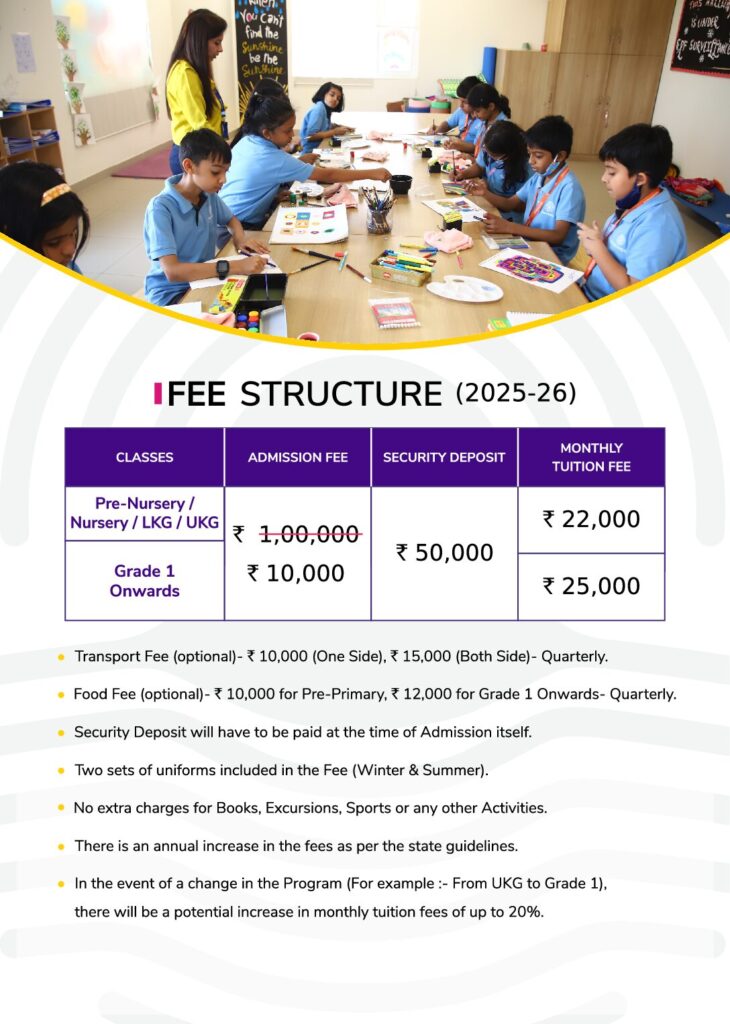 When
You can't
find the
Sunshine
be the
Sunshine
THIS
IS UNDER
SURVEILLANCE
FEE STRUCTURE (2025-26)
CLASSES
ADMISSION FEE
SECURITY DEPOSIT
MONTHLY
TUITION FEE
Pre-Nursery /
Nursery / LKG / UKG
₹ 1,00,000
₹ 10,000
₹ 50,000
₹ 22,000
Grade 1
Onwards
₹ 25,000
Transport Fee (optional)- ₹ 10,000 (One Side), ₹ 15,000 (Both Side)- Quarterly.
Food Fee (optional)- ₹ 10,000 for Pre-Primary, ₹ 12,000 for Grade 1 Onwards- Quarterly.
Security Deposit will have to be paid at the time of Admission itself.
Two sets of uniforms included in the Fee (Winter & Summer).
No extra charges for Books, Excursions, Sports or any other Activities.
There is an annual increase in the fees as per the state guidelines.
In the event of a change in the Program (For example :- From UKG to Grade 1),
there will be a potential increase in monthly tuition fees of up to 20%.